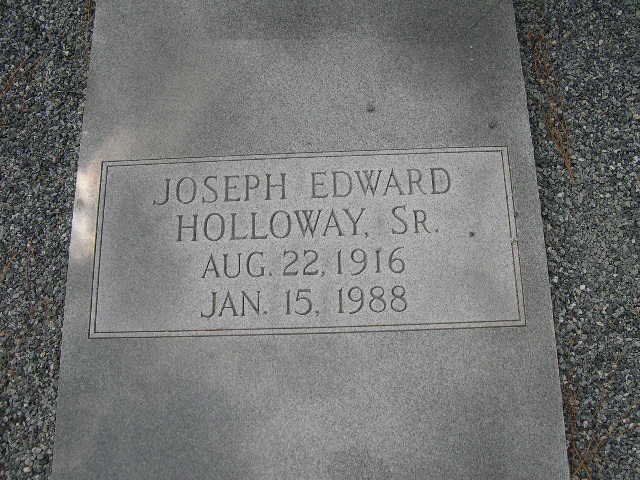 JOSEPH EDWARD
HOLLOWAY, SR.
AUG. 22, 1916
JAN. 15, 1988